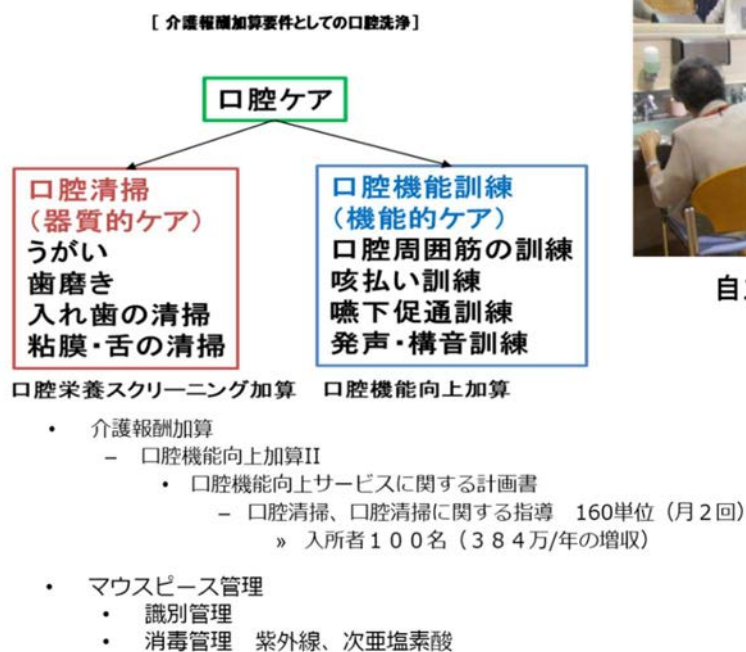 [ 介護報酬加算要件としての口腔洗浄 ]
口腔ケア
口腔清掃
（器質的ケア）
うがい
歯磨き
入れ歯の清掃
粘膜・舌の清掃
口腔機能訓練
（機能的ケア）
口腔周囲筋の訓練
咳払い訓練
嚥下促通訓練
発声・構音訓練
自
口腔栄養スクリーニング加算
口腔機能向上加算
• 介護報酬加算
– 口腔機能向上加算II
• 口腔機能向上サービスに関する計画書
– 口腔清掃、口腔清掃に関する指導　160単位（月２回）
» 入所者１００名（３８４万/年の増収）
• マウスピース管理
• 識別管理
• 消毒管理　紫外線、次亜塩素酸